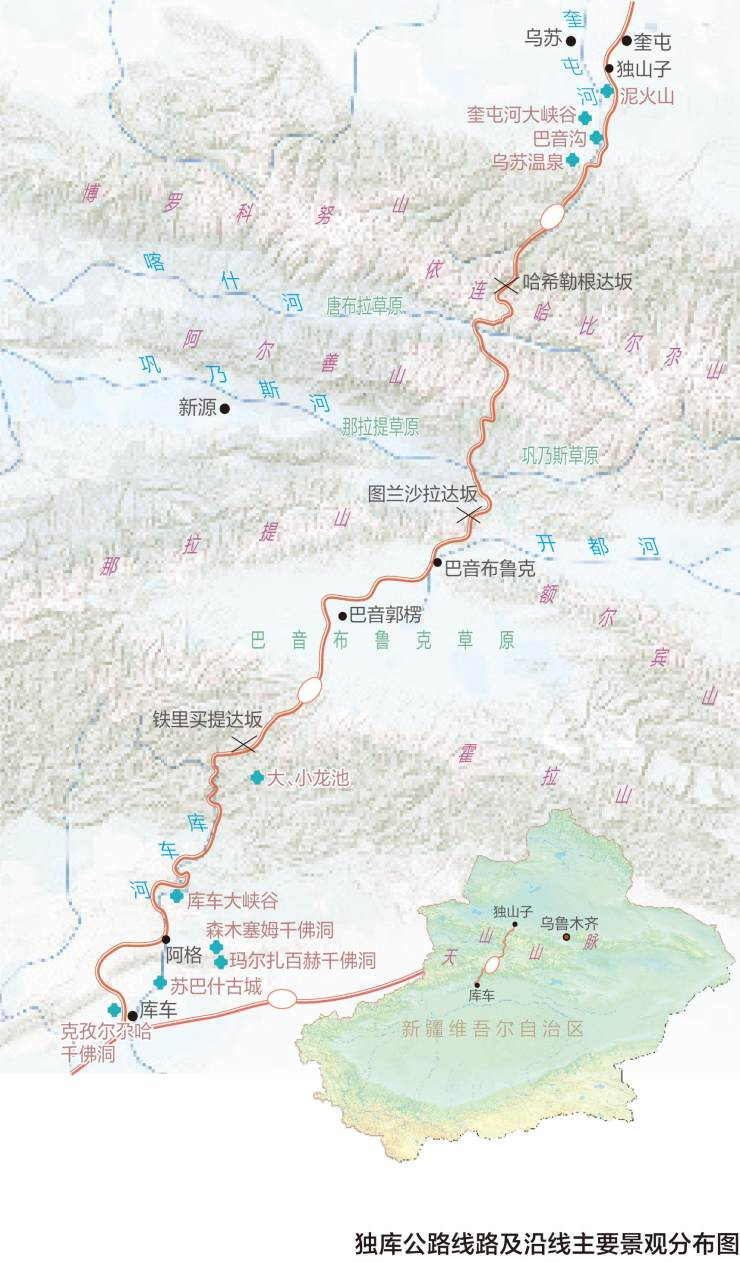 奎屯河
乌苏
奎屯
独山子
泥火山
奎屯河大峡谷
巴音沟
乌苏温泉
博罗科努山
依连哈比尔尕山
喀什河
哈希勒根达坂
唐布拉草原
阿尔善山
巩乃斯河
新源
那拉提草原
巩乃斯草原
图兰沙拉达坂
那拉提山
开都河
巴音布鲁克
额尔宾山
巴音郭楞
巴音布鲁克草原
铁里买提达坂
霍拉山
大、小龙池
库车河
库车大峡谷
森木塞姆千佛洞
阿格
玛尔扎百赫千佛洞
苏巴什古城
库车
克孜尔尕哈
千佛洞
独山子
乌鲁木齐
天山山脉
库车
新疆维吾尔自治区
独库公路线路及沿线主要景观分布图